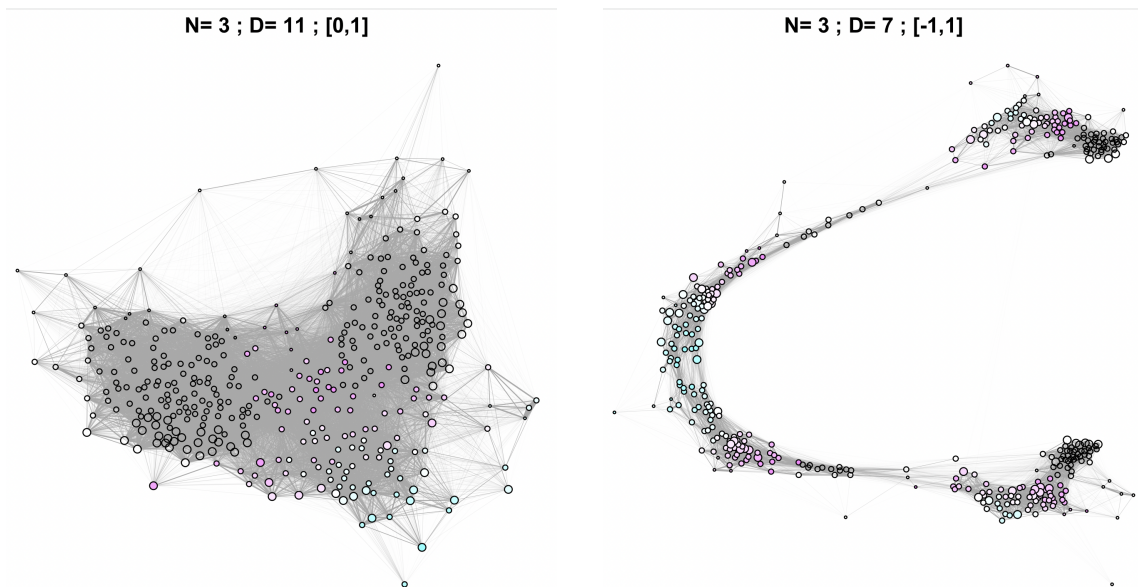 N= 3 ; D= 11 ; [0,1]
N= 3 ; D= 7 ; [-1,1]